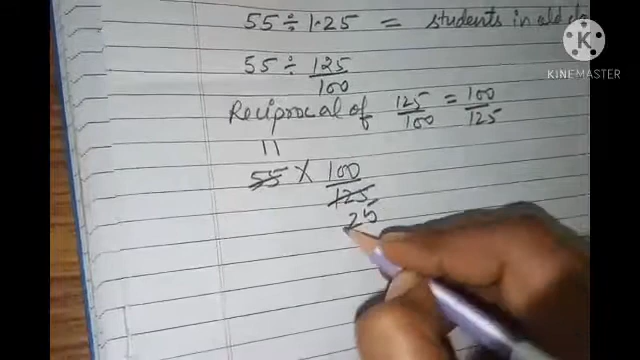 55 ÷ 1.25 = students in old
K
KINEMASTER
55 ÷ 125/100
Reciprocal of 125/100 = 100/125
55 × 100/125
25